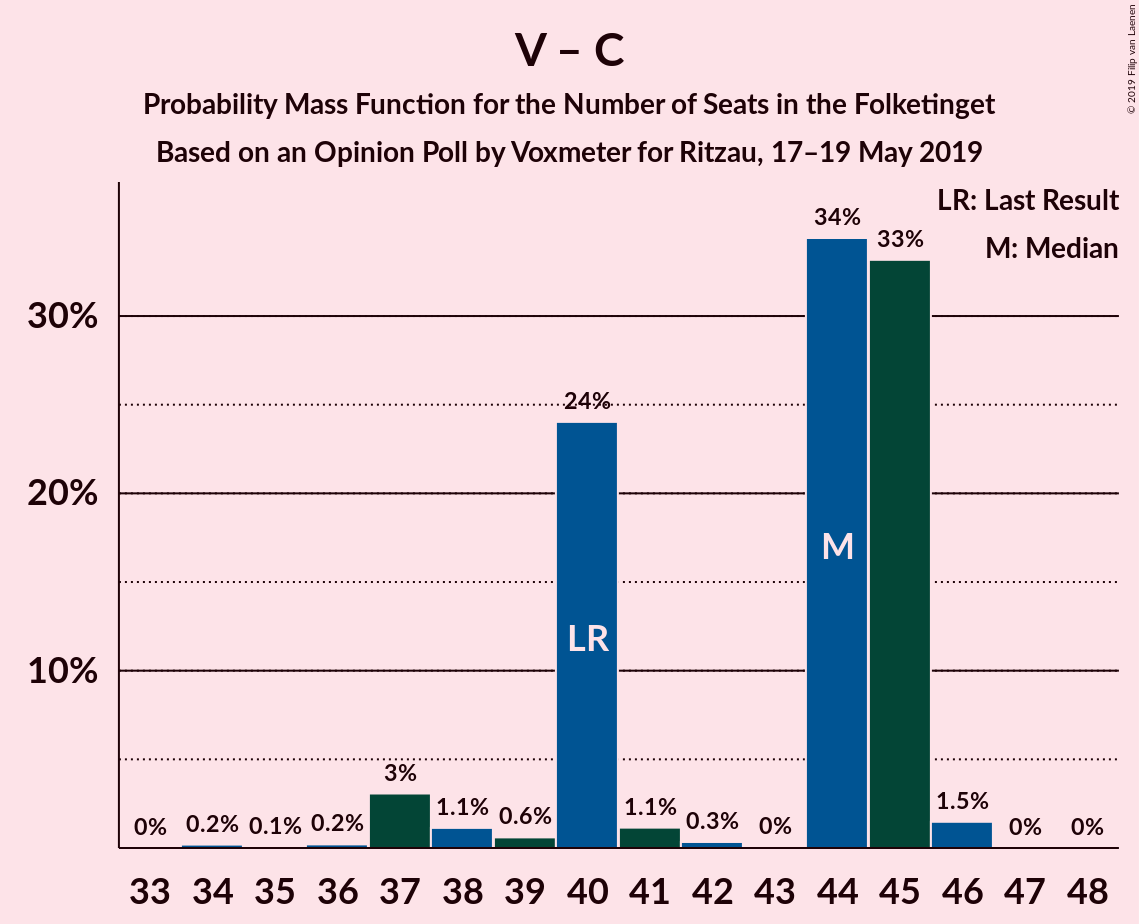 V – C
Probability Mass Function for the Number of Seats in the Folketinget
Based on an Opinion Poll by Voxmeter for Ritzau, 17–19 May 2019
© 2019 Filip van Laenen
LR: Last Result
M: Median
30%
20%
10%
0%
0.2%
0.1%
0.2%
3%
1.1%
0.6%
24%
1.1%
0.3%
0%
34%
33%
1.5%
0%
0%
LR
M
33 34 35 36 37 38 39 40 41 42 43 44 45 46 47 48